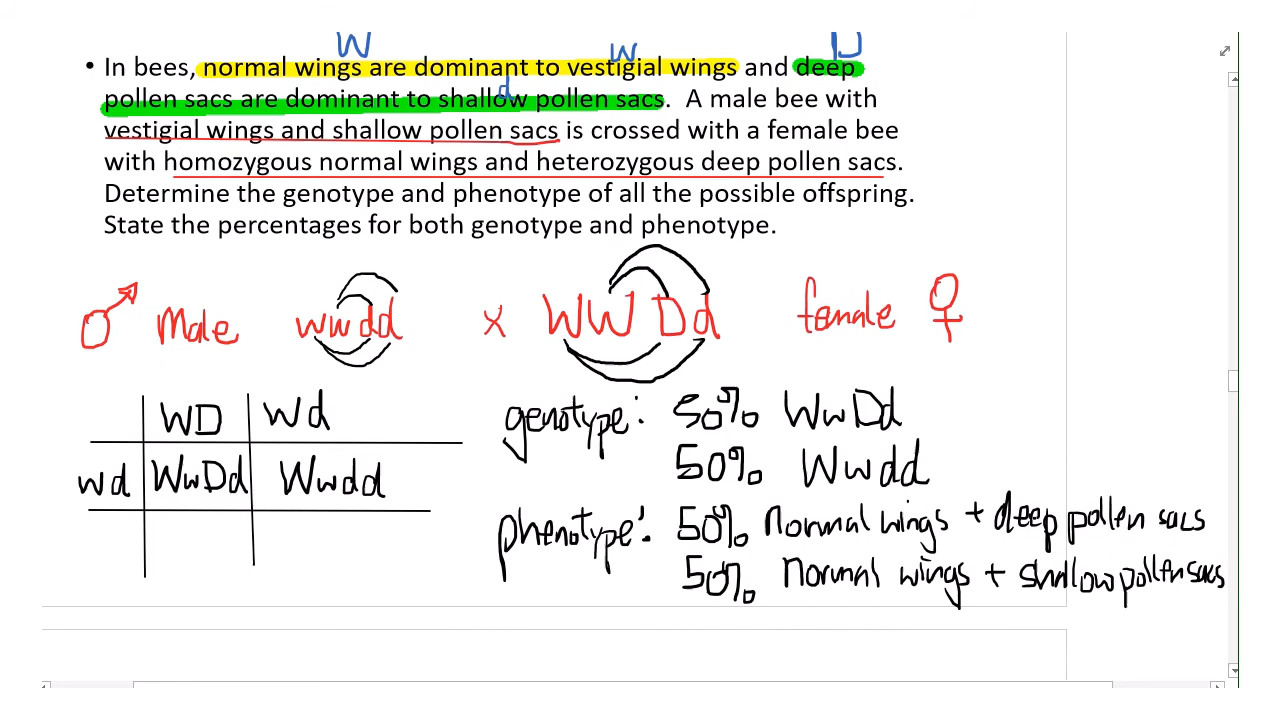 W w D
• In bees, normal wings are dominant to vestigial wings and deep
d
pollen sacs are dominant to shallow pollen sacs. A male bee with
vestigial wings and shallow pollen sacs is crossed with a female bee
with homozygous normal wings and heterozygous deep pollen sacs.
Determine the genotype and phenotype of all the possible offspring.
State the percentages for both genotype and phenotype.
♂ Male wwdd x WWDd female ♀
WD Wd
wd WwDd Wwdd
genotype: 50% WwDd
50% Wwdd
phenotype: 50% normal wings + deep pollen sacs
50% normal wings + shallow pollen sacs